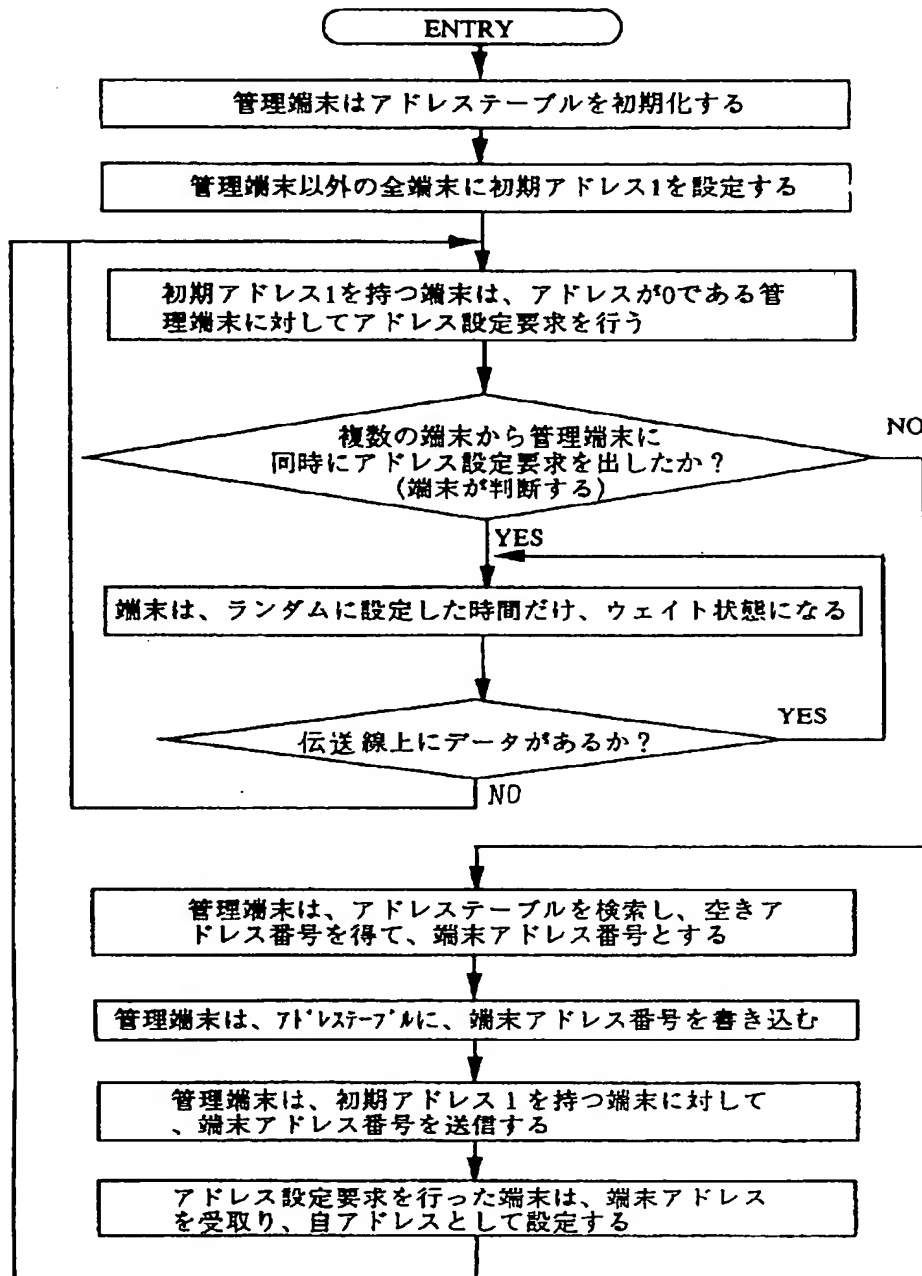 ENTRY
管理端末はアドレステーブルを初期化する
管理端末以外の全端末に初期アドレス1を設定する
初期アドレス1を持つ端末は、アドレスが0である管
理端末に対してアドレス設定要求を行う
複数の端末から管理端末に
同時にアドレス設定要求を出したか?
(端末が判断する)
NO
YES
端末は、ランダムに設定した時間だけ、ウェイト状態になる
伝送線上にデータがあるか?
YES
NO
管理端末は、アドレステーブルを検索し、空きア
ドレス番号を得て、端末アドレス番号とする
管理端末は、ｱﾄﾞﾚｽﾃｰﾌﾞﾙに、端末アドレス番号を書き込む
管理端末は、初期アドレス1を持つ端末に対して
、端末アドレス番号を送信する
アドレス設定要求を行った端末は、端末アドレス
を受取り、自アドレスとして設定する